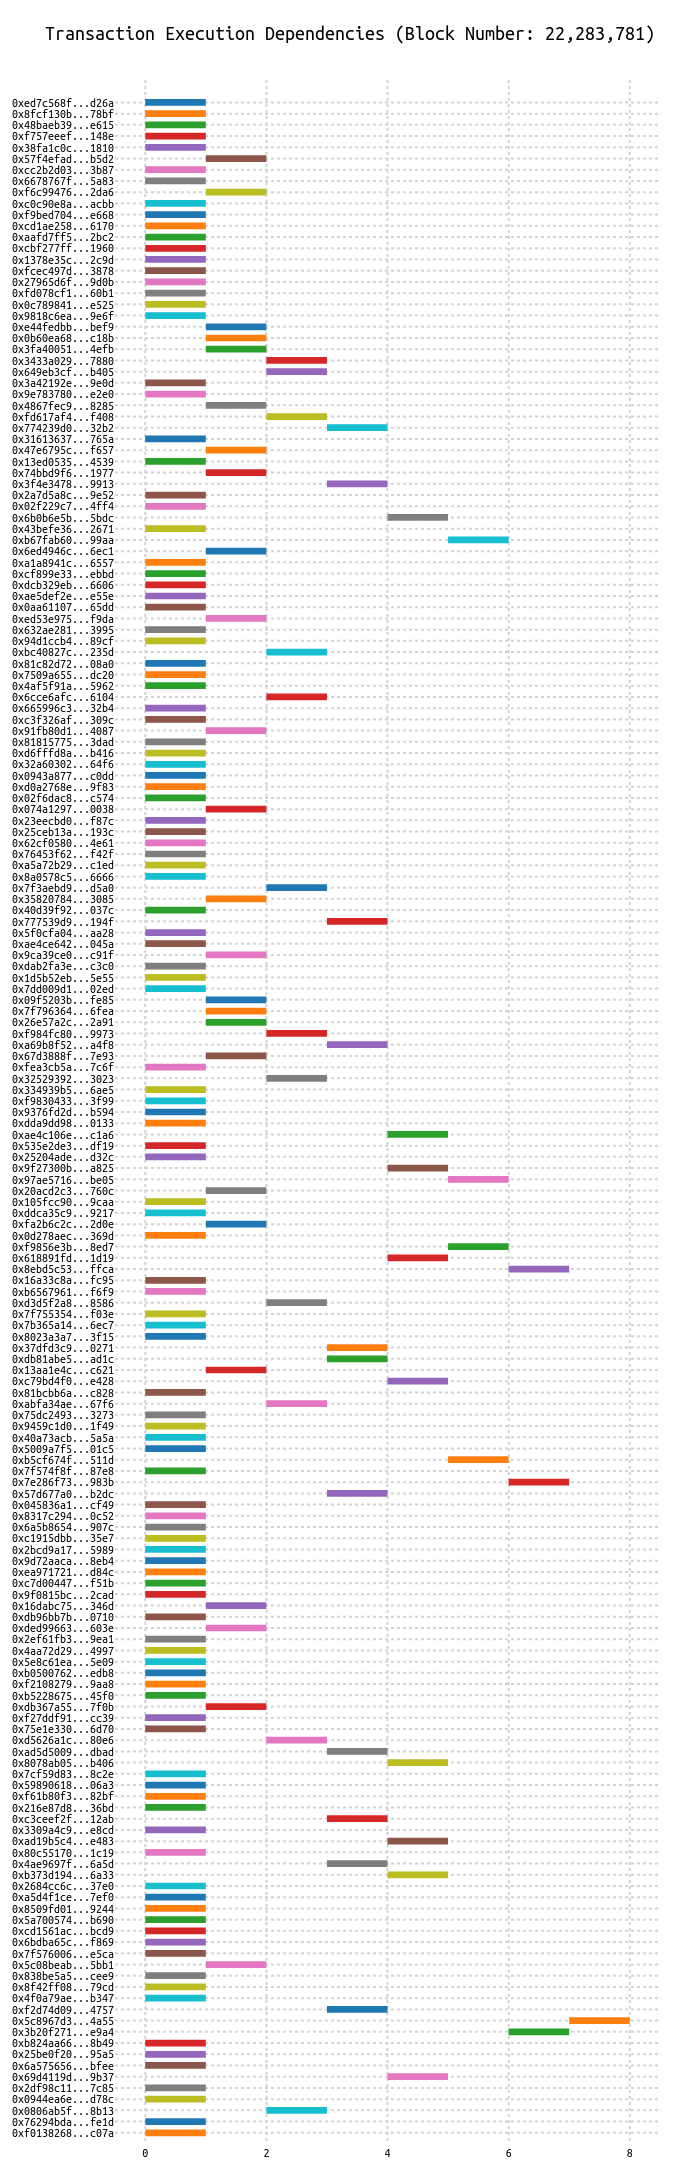 Transaction Execution Dependencies (Block Number: 22,283,781)
0xed7c568f...d26a
0x8fcf130b...78bf
0x48baeb39...e615
0xf757eeef...148e
0x38fa1c0c...1810
0x57f4efad...b5d2
0xcc2b2d03...3b87
0x6678767f...5a83
0xf6c99476...2da6
0xc0c90e8a...acbb
0xf9bed704...e668
0xcd1ae258...6170
0xaafd7ff5...2bc2
0xcbf277ff...1960
0x1378e35c...2c9d
0xfcec497d...3878
0x27965d6f...9d0b
0xfd078cf1...60b1
0x0c789841...e525
0x9818c6ea...9e6f
0xe44fedbb...bef9
0x0b60ea68...c18b
0x3fa40051...4efb
0x3433a029...7880
0x649eb3cf...b405
0x3a42192e...9e0d
0x9e783780...e2e0
0x4867fec9...8285
0xfd617af4...f408
0x774239d0...32b2
0x31613637...765a
0x47e6795c...f657
0x13ed0535...4539
0x74bbd9f6...1977
0x3f4e3478...9913
0x2a7d5a8c...9e52
0x02f229c7...4ff4
0x6b0b6e5b...5bdc
0x43befe36...2671
0xb67fab60...99aa
0x6ed4946c...6ec1
0xa1a8941c...6557
0xcf899e33...ebbd
0xdcb329eb...6606
0xae5def2e...e55e
0x0aa61107...65dd
0xed53e975...f9da
0x632ae281...3995
0x94d1ccb4...89cf
0xbc40827c...235d
0x81c82d72...08a0
0x7509a655...dc20
0x4af5f91a...5962
0x6cce6afc...6104
0x665996c3...32b4
0xc3f326af...309c
0x91fb80d1...4087
0x81815775...3dad
0xd6fffd8a...b416
0x32a60302...64f6
0x0943a877...c0dd
0xd0a2768e...9f83
0x02f6dac8...c574
0x074a1297...0038
0x23eecbd0...f87c
0x25ceb13a...193c
0x62cf0580...4e61
0x76453f62...f42f
0xa5a72b29...c1ed
0x8a0578c5...6666
0x7f3aebd9...d5a0
0x35820784...3085
0x40d39f92...037c
0x777539d9...194f
0x5f0cfa04...aa28
0xae4ce642...045a
0x9ca39ce0...c91f
0xdab2fa3e...c3c0
0x1d5b52eb...5e55
0x7dd009d1...02ed
0x09f5203b...fe85
0x7f796364...6fea
0x26e57a2c...2a91
0xf984fc80...9973
0xa69b8f52...a4f8
0x67d3888f...7e93
0xfea3cb5a...7c6f
0x32529392...3023
0x334939b5...6ae5
0xf9830433...3f99
0x9376fd2d...b594
0xdda9dd98...0133
0xae4c106e...c1a6
0x535e2de3...df19
0x25204ade...d32c
0x9f27300b...a825
0x97ae5716...be05
0x20acd2c3...760c
0x105fcc90...9caa
0xddca35c9...9217
0xfa2b6c2c...2d0e
0x0d278aec...369d
0xf9856e3b...8ed7
0x618891fd...1d19
0x8ebd5c53...ffca
0x16a33c8a...fc95
0xb6567961...f6f9
0xd3d5f2a8...8586
0x7f755354...f03e
0x7b365a14...6ec7
0x8023a3a7...3f15
0x37dfd3c9...0271
0xdb81abe5...ad1c
0x13aa1e4c...c621
0xc79bd4f0...e428
0x81bcbb6a...c828
0xabfa34ae...67f6
0x75dc2493...3273
0x9459c1d0...1f49
0x40a73acb...5a5a
0x5009a7f5...01c5
0xb5cf674f...511d
0x7f574f8f...87e8
0x7e286f73...983b
0x57d677a0...b2dc
0x045836a1...cf49
0x8317c294...0c52
0x6a5b8654...907c
0xc1915dbb...35e7
0x2bcd9a17...5989
0x9d72aaca...8eb4
0xea971721...d84c
0xc7d00447...f51b
0x9f0815bc...2cad
0x16dabc75...346d
0xdb96bb7b...0710
0xded99663...603e
0x2ef61fb3...9ea1
0x4aa72d29...4997
0x5e8c61ea...5e09
0xb0500762...edb8
0xf2108279...9aa8
0xb5228675...45f0
0xdb367a55...7f0b
0xf27ddf91...cc39
0x75e1e330...6d70
0xd5626a1c...80e6
0xad5d5009...dbad
0x8078ab05...b406
0x7cf59d83...8c2e
0x59890618...06a3
0xf61b80f3...82bf
0x216e87d8...36bd
0xc3ceef2f...12ab
0x3309a4c9...e8cd
0xad19b5c4...e483
0x80c55170...1c19
0x4ae9697f...6a5d
0xb373d194...6a33
0x2684cc6c...37e0
0xa5d4f1ce...7ef0
0x8509fd01...9244
0x5a700574...b690
0xcd1561ac...bcd9
0x6bdba65c...f869
0x7f576006...e5ca
0x5c08beab...5bb1
0x838be5a5...cee9
0x8f42ff08...79cd
0x4f0a79ae...b347
0xf2d74d09...4757
0x5c8967d3...4a55
0x3b20f271...e9a4
0xb824aa66...8b49
0x25be0f20...95a5
0x6a575656...bfee
0x69d4119d...9b37
0x2df98c11...7c85
0x0944ea6e...d78c
0x0806ab5f...8b13
0x76294bda...fe1d
0xf0138268...c07a
0 2 4 6 8